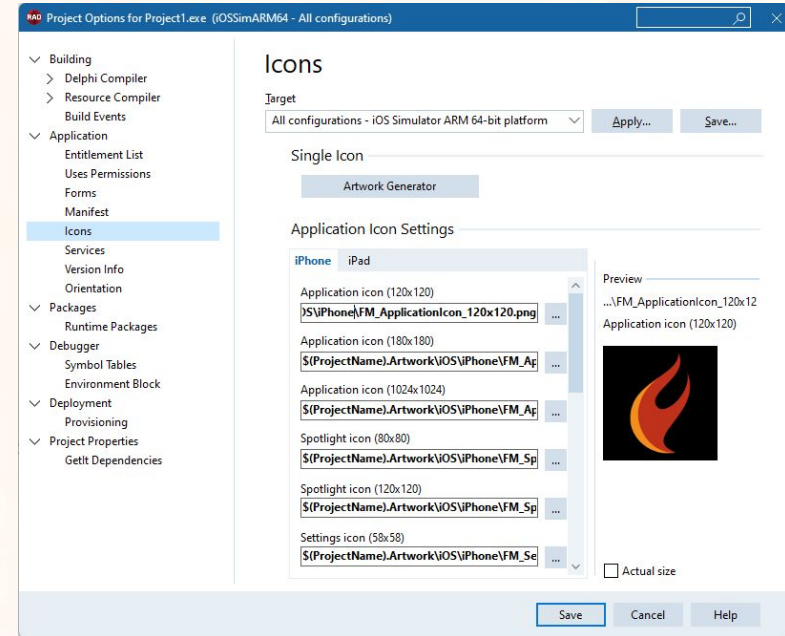 RAD Project Options for Project1.exe (iOSSimARM64 - All configurations)
Building
Delphi Compiler
Resource Compiler
Build Events
Application
Entitlement List
Uses Permissions
Forms
Manifest
Icons
Services
Version Info
Orientation
Packages
Runtime Packages
Debugger
Symbol Tables
Environment Block
Deployment
Provisioning
Project Properties
GetIt Dependencies
Icons
Target
All configurations - iOS Simulator ARM 64-bit platform
Apply...
Save...
Single Icon
Artwork Generator
Application Icon Settings
iPhone iPad
Application icon (120x120)
)S\iPhone\FM_ApplicationIcon_120x120.png ...
Application icon (180x180)
$(ProjectName).Artwork\iOS\iPhone\FM_Ap ...
Application icon (1024x1024)
$(ProjectName).Artwork\iOS\iPhone\FM_Ap ...
Spotlight icon (80x80)
$(ProjectName).Artwork\iOS\iPhone\FM_Sp ...
Spotlight icon (120x120)
$(ProjectName).Artwork\iOS\iPhone\FM_Sp ...
Settings icon (58x58)
$(ProjectName).Artwork\iOS\iPhone\FM_Se ...
Preview
...\FM_ApplicationIcon_120x12
Application icon (120x120)
Actual size
Save Cancel Help